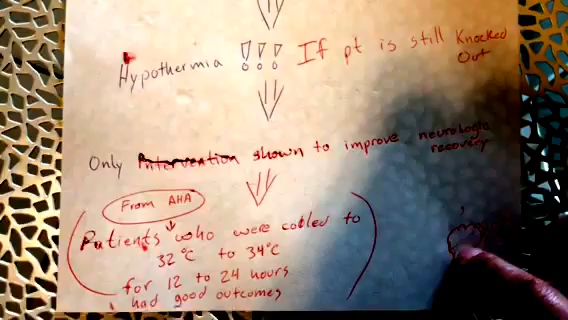 Hypothermia !!! If pt is still Knocked
Out
Only Intervention shown to improve neurologic
recovery
From AHA
Patients who were cooled to
32°C to 34°C
for 12 to 24 hours
had good outcomes